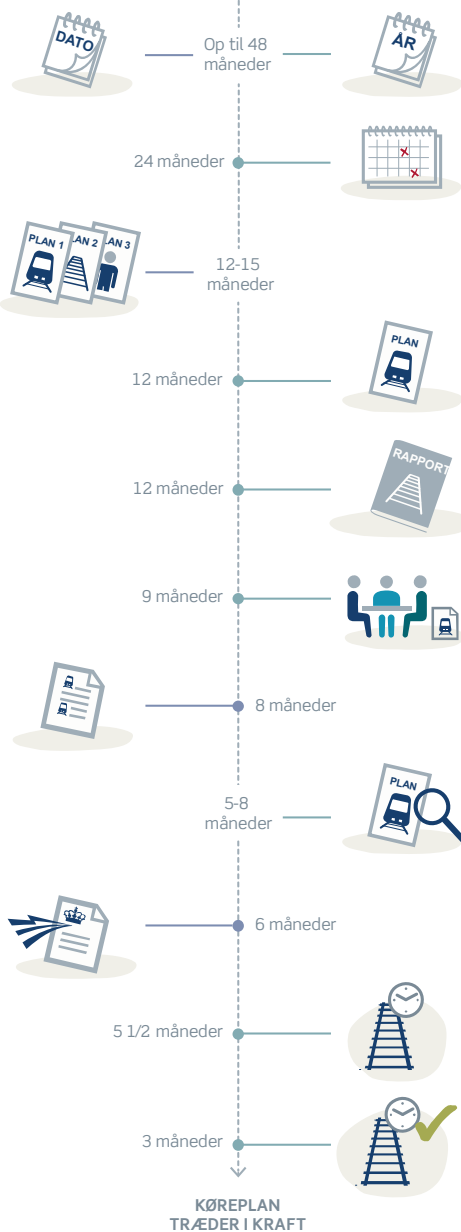 DATO
Op til 48
måneder
ÅR
24 måneder
PLAN 1
LAN 2
LAN 3
12-15
måneder
12 måneder
PLAN
12 måneder
RAPPORT
9 måneder
8 måneder
5-8
måneder
PLAN
6 måneder
5 1/2 måneder
3 måneder
KØREPLAN
TRÆDER I KRAFT